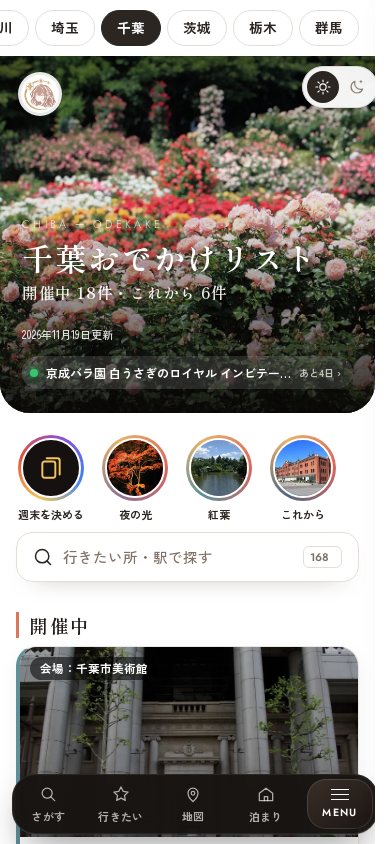 川
埼玉
千葉
茨城
栃木
群馬
CHIBA — ODEKAKE
千葉おでかけリスト
開催中 18件・これから 6件
2026年11月19日更新
京成バラ園 白うさぎのロイヤル インビテー…
あと4日 ›
週末を決める
夜の光
紅葉
これから
行きたい所・駅で探す
168
開催中
会場：千葉市美術館
さがす
行きたい
地図
泊まり
MENU